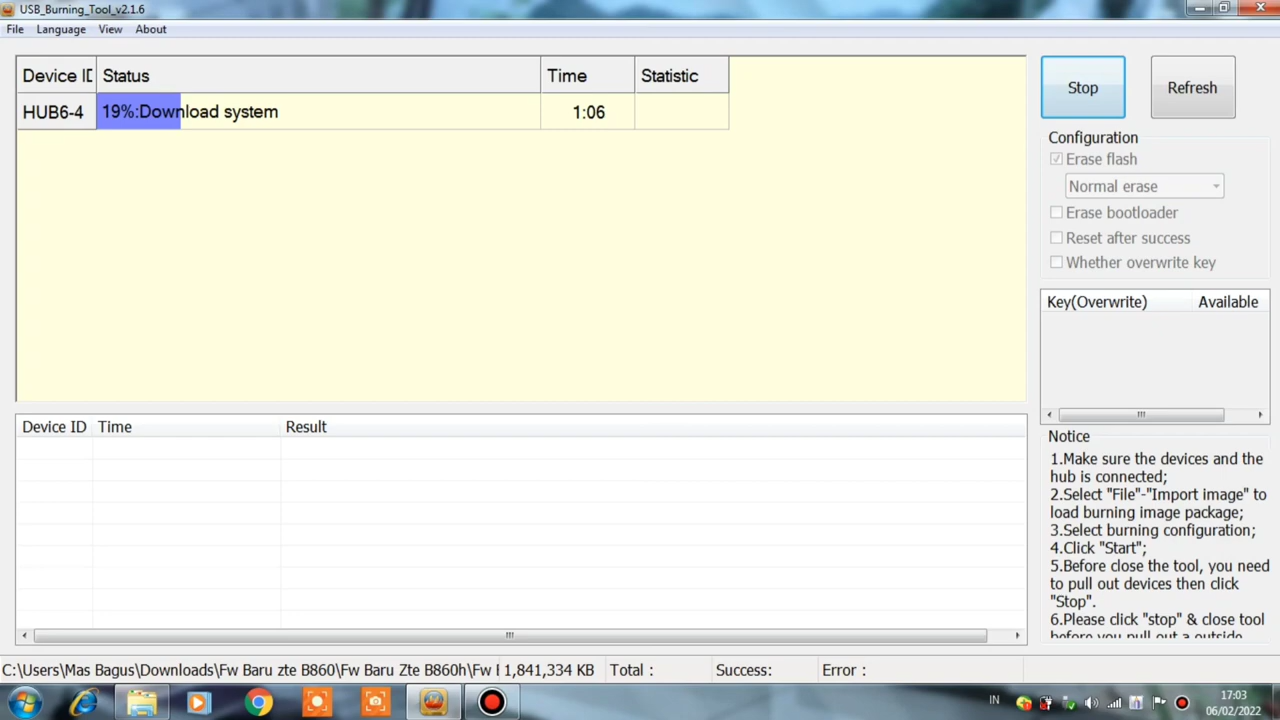 USB_Burning_Tool_v2.1.6
File Language View About
Device ID Status Time Statistic
HUB6-4 19%:Download system 1:06
Stop Refresh
Configuration
Erase flash
Normal erase
Erase bootloader
Reset after success
Whether overwrite key
Key(Overwrite) Available
Device ID Time Result
Notice
1.Make sure the devices and the
hub is connected;
2.Select "File"-"Import image" to
load burning image package;
3.Select burning configuration;
4.Click "Start";
5.Before close the tool, you need
to pull out devices then click
"Stop".
6.Please click "stop" & close tool
before you pull out a outside
C:\Users\Mas Bagus\Downloads\Fw Baru zte B860\Fw Baru Zte B860h\Fw 1,841,334 KB Total : Success: Error :
IN 17:03
06/02/2022